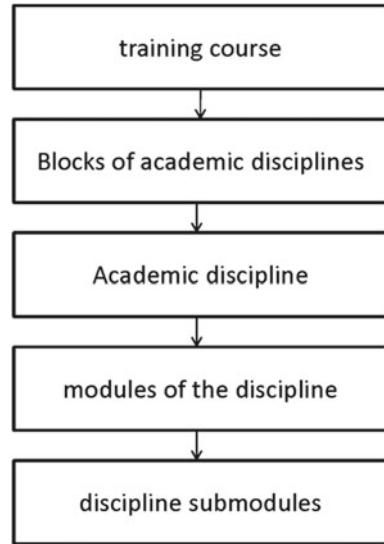 training course
Blocks of academic disciplines
Academic discipline
modules of the discipline
discipline submodules